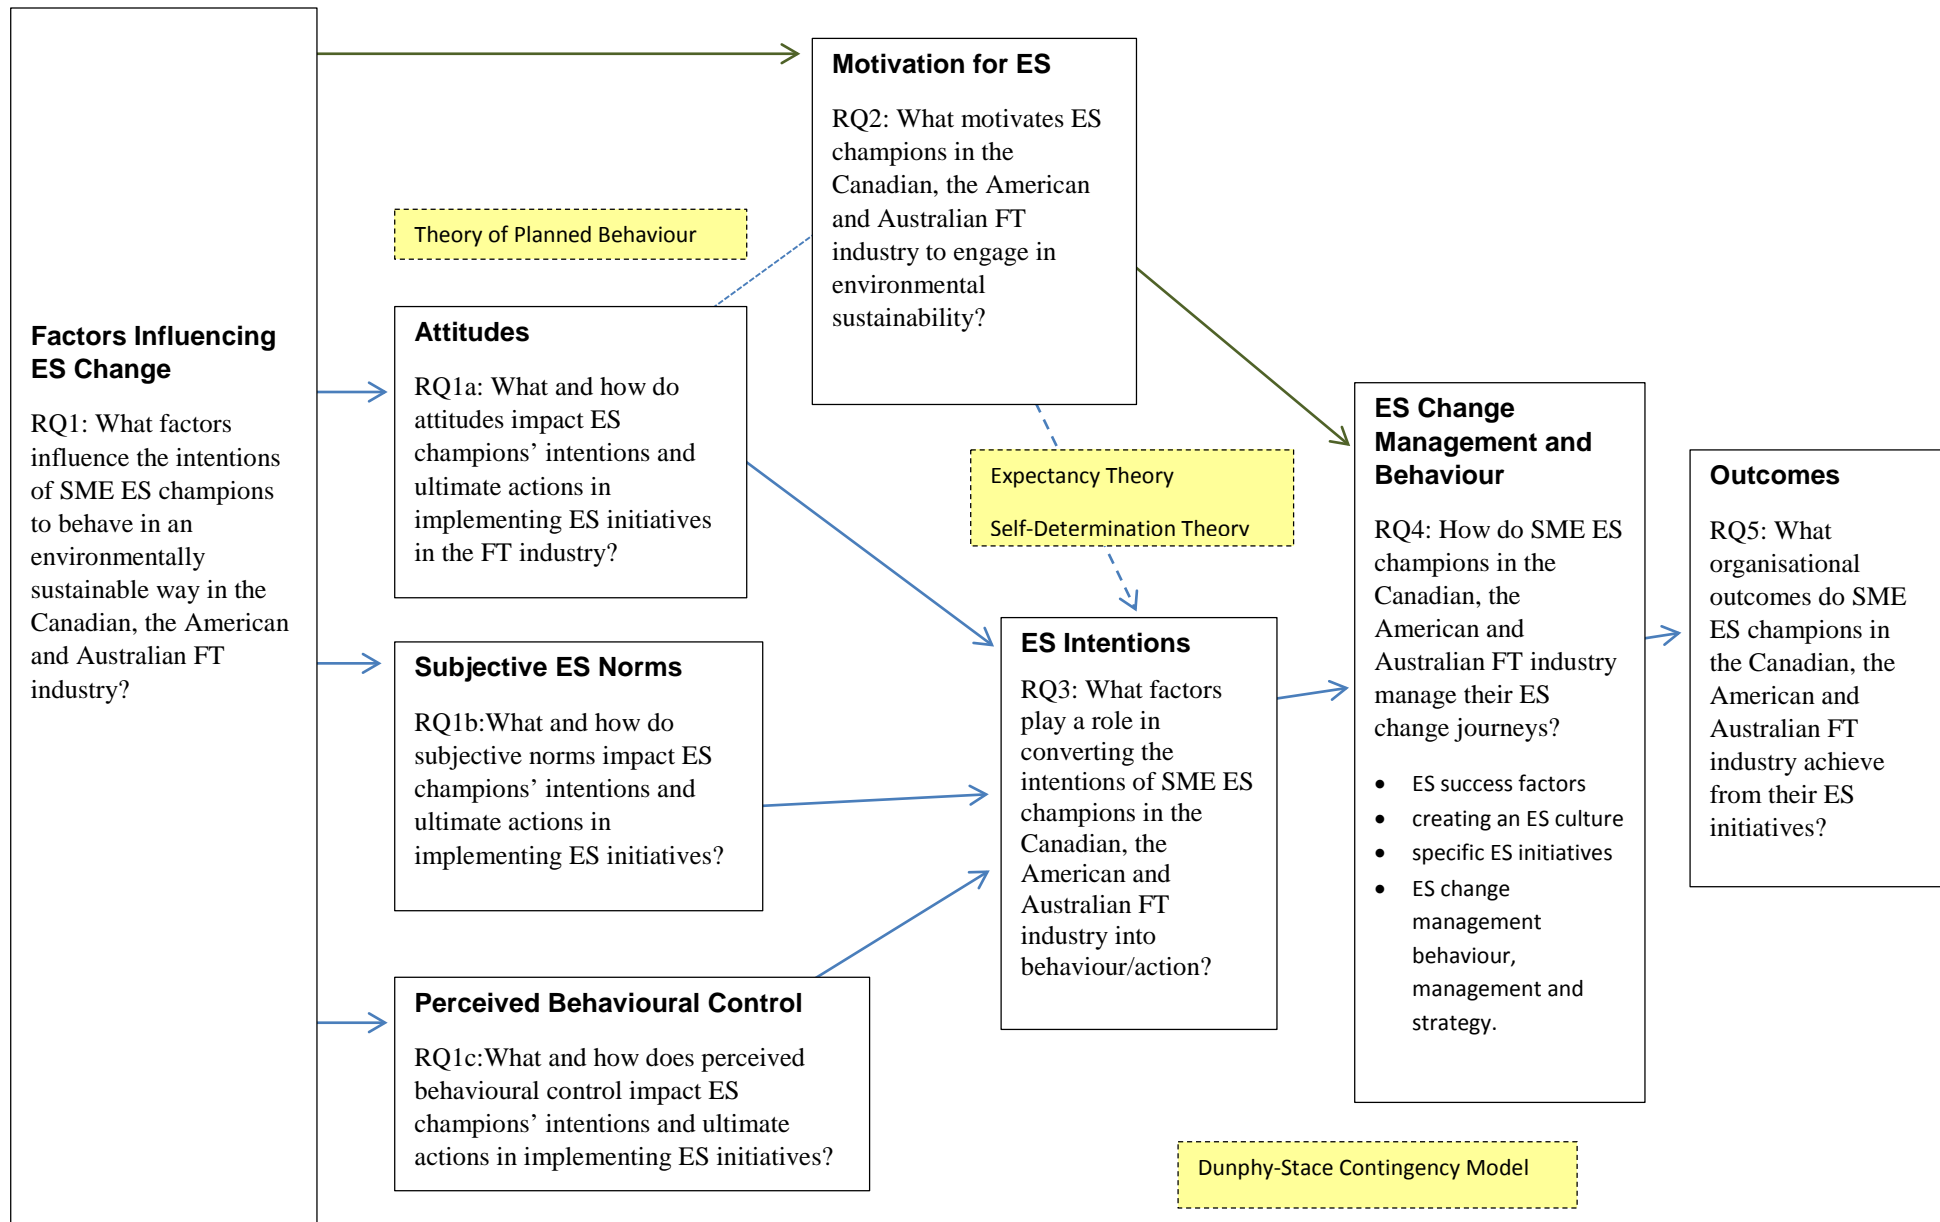 Factors Influencing
ES Change
RQ1: What factors
influence the intentions
of SME ES champions
to behave in an
environmentally
sustainable way in the
Canadian, the American
and Australian FT
industry?
Motivation for ES
RQ2: What motivates ES
champions in the
Canadian, the American
and Australian FT
industry to engage in
environmental
sustainability?
Theory of Planned Behaviour
Attitudes
RQ1a: What and how do
attitudes impact ES
champions’ intentions and
ultimate actions in
implementing ES initiatives
in the FT industry?
Subjective ES Norms
RQ1b:What and how do
subjective norms impact ES
champions’ intentions and
ultimate actions in
implementing ES initiatives?
Perceived Behavioural Control
RQ1c:What and how does perceived
behavioural control impact ES
champions’ intentions and ultimate
actions in implementing ES initiatives?
Expectancy Theory
Self-Determination Theory
ES Intentions
RQ3: What factors
play a role in
converting the
intentions of SME ES
champions in the
Canadian, the
American and
Australian FT
industry into
behaviour/action?
ES Change
Management and
Behaviour
RQ4: How do SME ES
champions in the
Canadian, the
American and
Australian FT industry
manage their ES
change journeys?
• ES success factors
• creating an ES culture
• specific ES initiatives
• ES change
management
behaviour,
management and
strategy.
Outcomes
RQ5: What
organisational
outcomes do SME
ES champions in
the Canadian, the
American and
Australian FT
industry achieve
from their ES
initiatives?
Dunphy-Stace Contingency Model